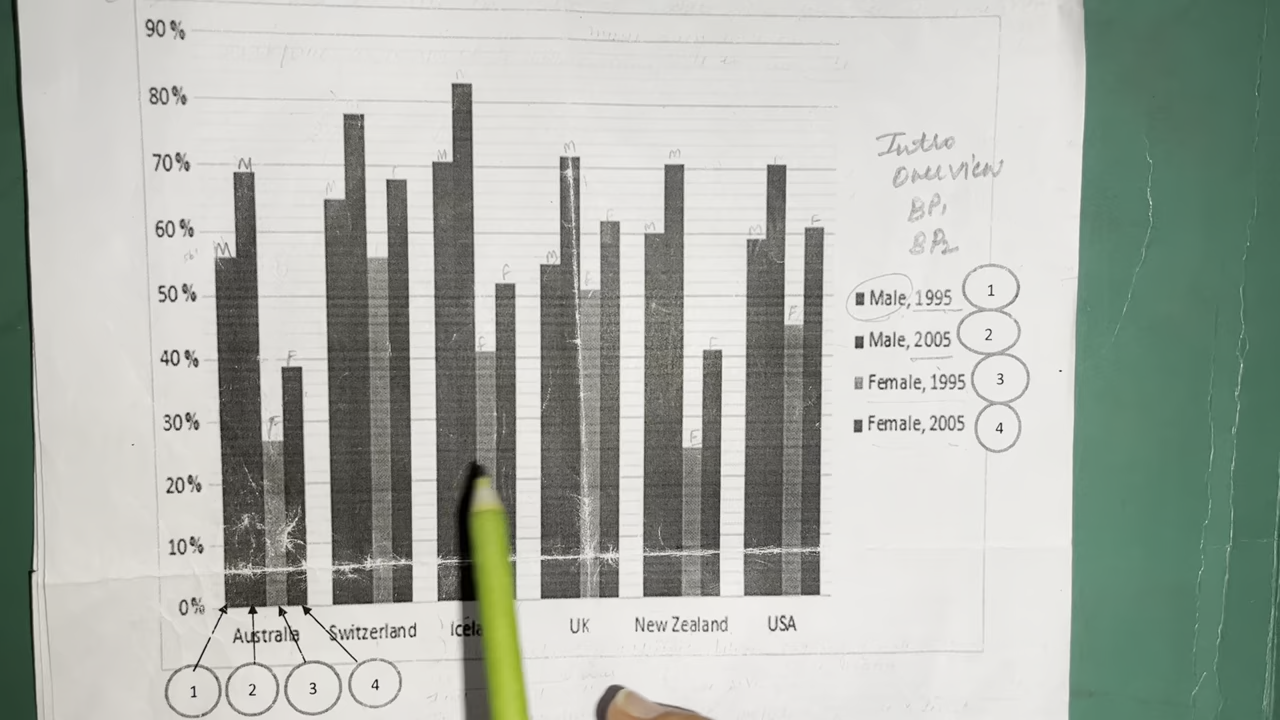 90%
80%
70%
60%
50%
40%
30%
20%
10%
0%
M M F F
M F
M F F
M M F F
M M F F
M F F
Australia Switzerland UK New Zealand USA
1 2 3 4
Intro
Overview
BP1
BP2
Male, 1995 1
Male, 2005 2
Female, 1995 3
Female, 2005 4